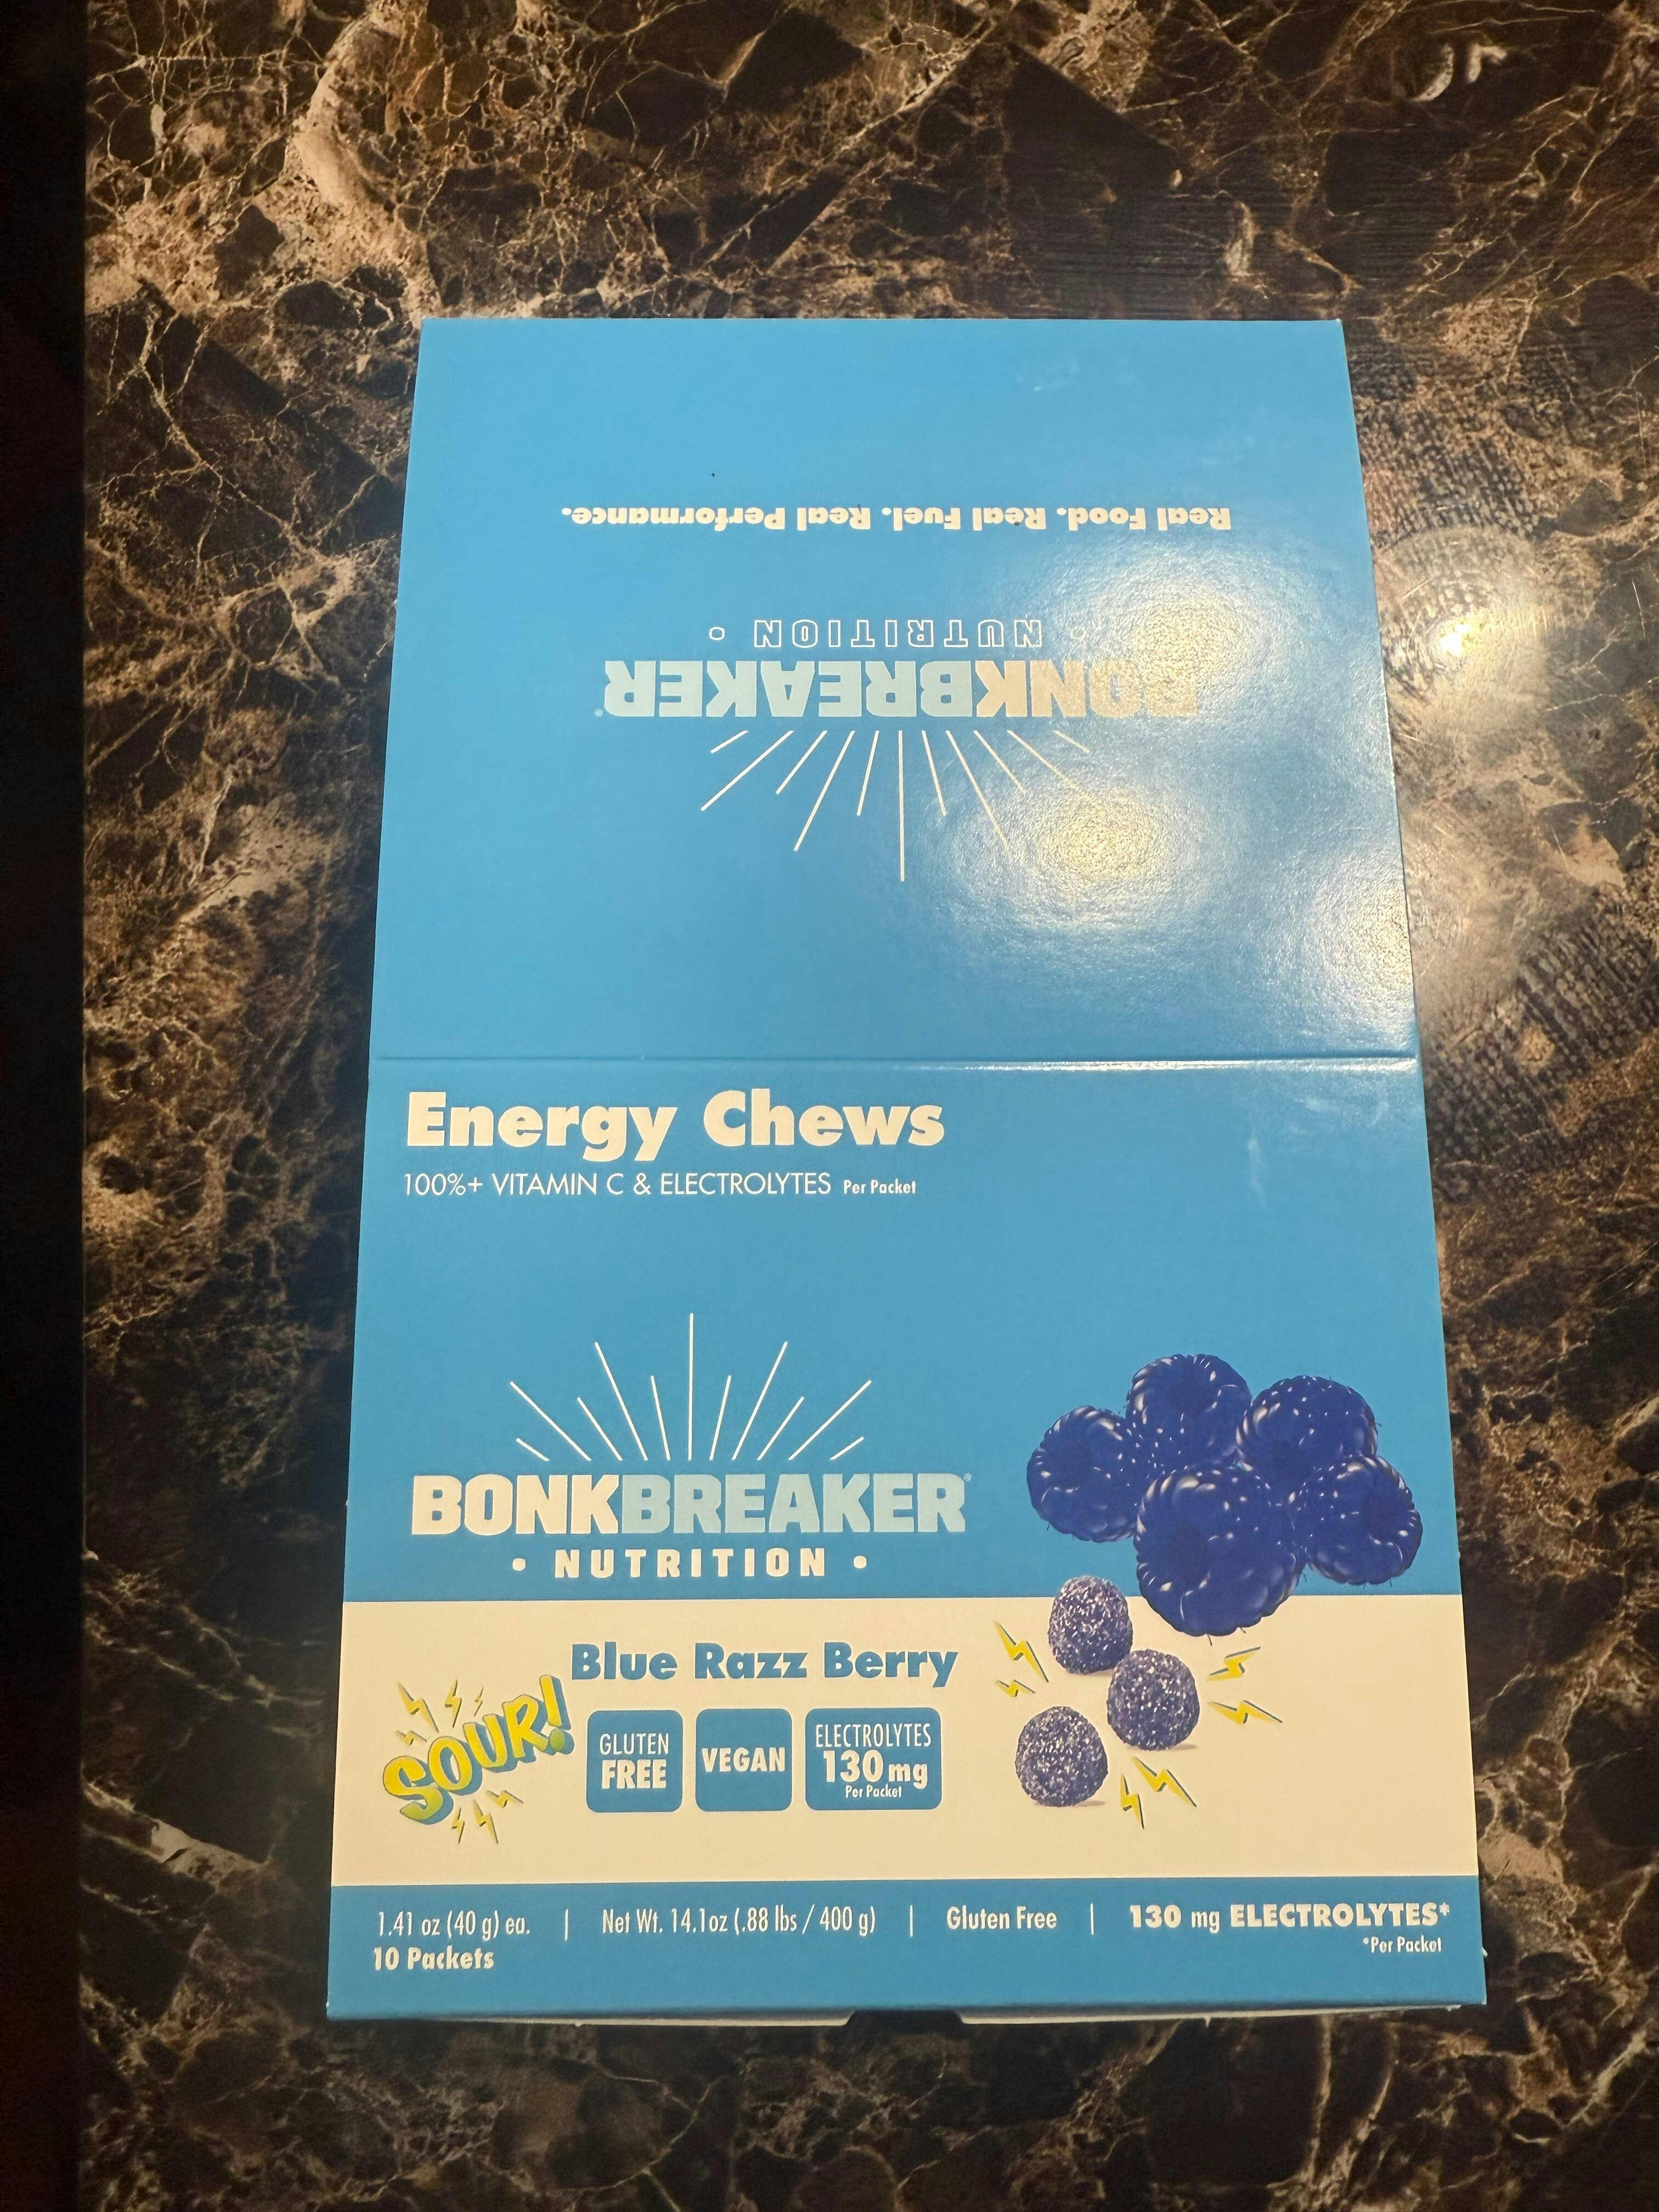 Real Food. Real Fuel. Real Performance.
• NUTRITION •
BONKBREAKER®
Energy Chews
100%+ VITAMIN C & ELECTROLYTES Per Packet
BONKBREAKER®
• NUTRITION •
Blue Razz Berry
SOUR!
GLUTEN
FREE
VEGAN
ELECTROLYTES
130 mg
Per Packet
1.41 oz (40 g) ea. | Net Wt. 14.1oz (.88 lbs / 400 g) | Gluten Free | 130 mg ELECTROLYTES*
10 Packets
*Per Packet